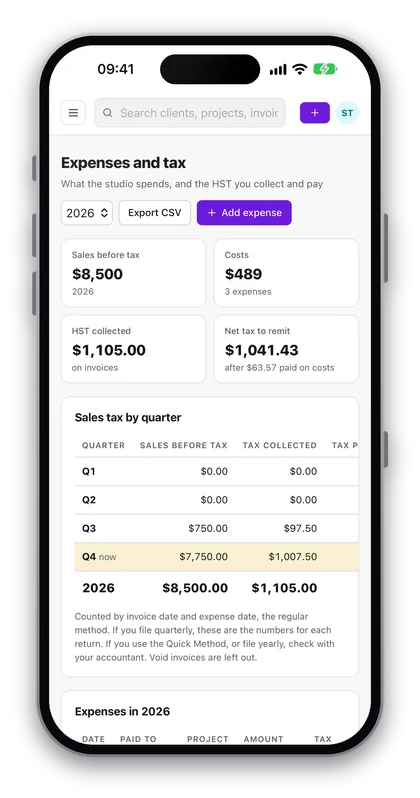 09:41
Search clients, projects, invoic
+
ST
Expenses and tax
What the studio spends, and the HST you collect and pay
2026
Export CSV
+ Add expense
Sales before tax
$8,500
2026
Costs
$489
3 expenses
HST collected
$1,105.00
on invoices
Net tax to remit
$1,041.43
after $63.57 paid on costs
Sales tax by quarter
QUARTER SALES BEFORE TAX TAX COLLECTED TAX P
Q1 $0.00 $0.00
Q2 $0.00 $0.00
Q3 $750.00 $97.50
Q4 now $7,750.00 $1,007.50
2026 $8,500.00 $1,105.00
Counted by invoice date and expense date, the regular
method. If you file quarterly, these are the numbers for each
return. If you use the Quick Method, or file yearly, check with
your accountant. Void invoices are left out.
Expenses in 2026
DATE PAID TO PROJECT AMOUNT TAX